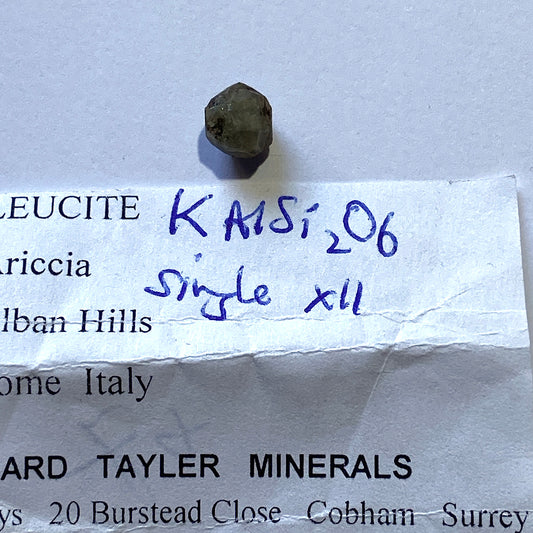 LEUCITE KAlSi2O6
Ariccia
single xll
lban Hills
ome Italy
ARD TAYLER MINERALS
ys 20 Burstead Close Cobham Surrey